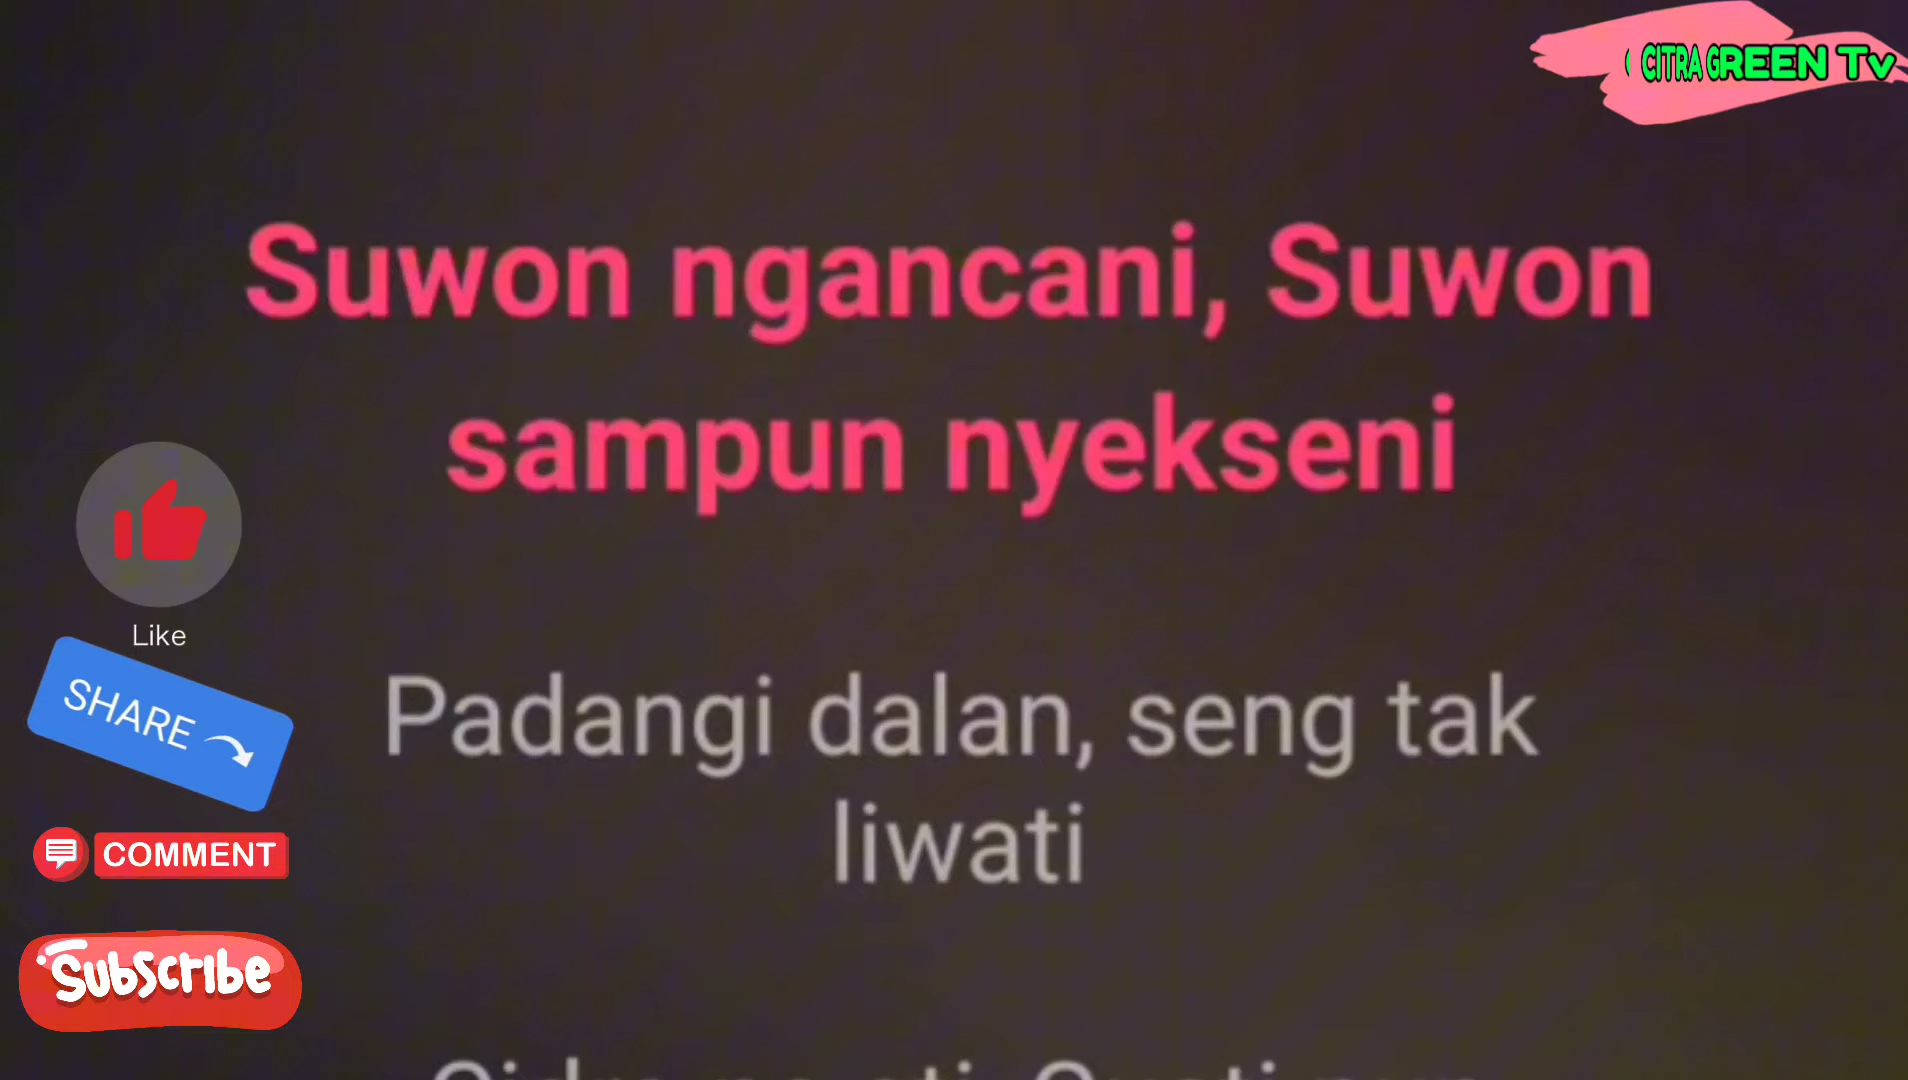 CITRA GREEN Tv
Suwon ngancani, Suwon
sampun nyekseni
Like
SHARE
Padangi dalan, seng tak
liwati
COMMENT
Subscribe